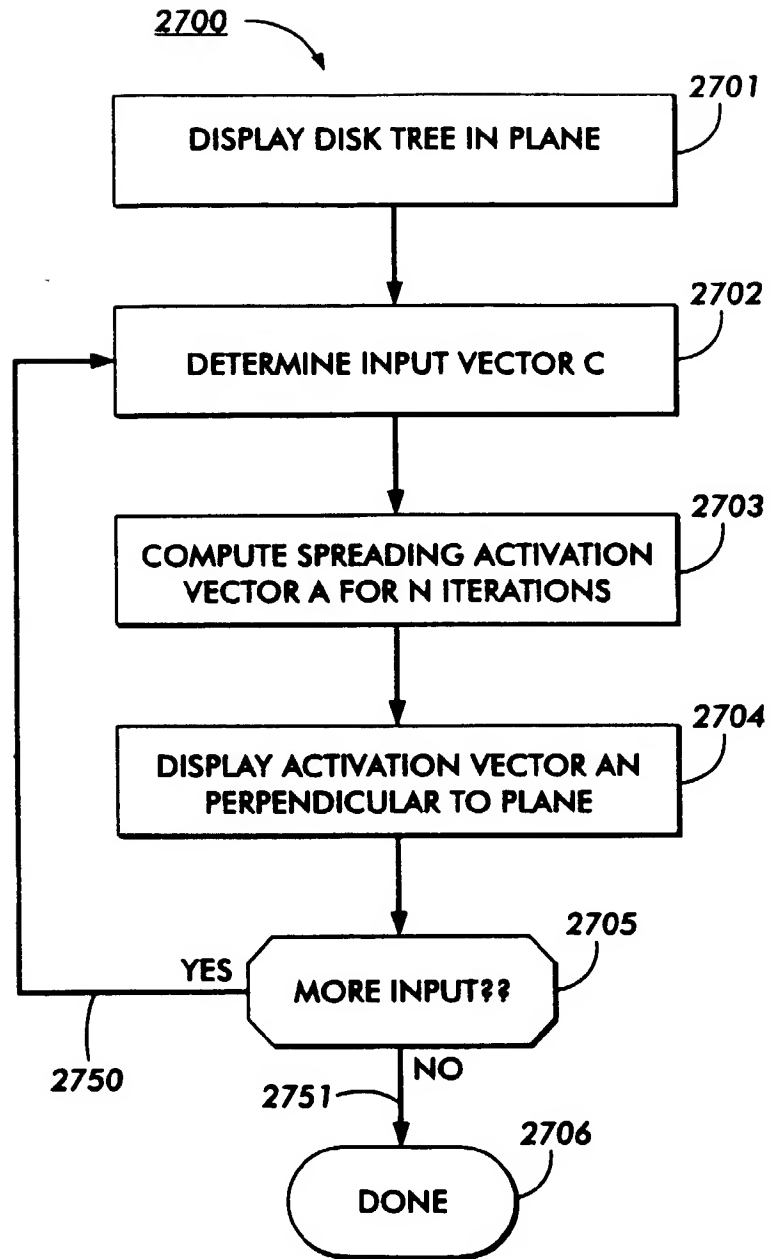 2700
2701
DISPLAY DISK TREE IN PLANE
2702
DETERMINE INPUT VECTOR C
2703
COMPUTE SPREADING ACTIVATION
VECTOR A FOR N ITERATIONS
2704
DISPLAY ACTIVATION VECTOR AN
PERPENDICULAR TO PLANE
2705
YES
MORE INPUT??
2750
NO
2751
2706
DONE